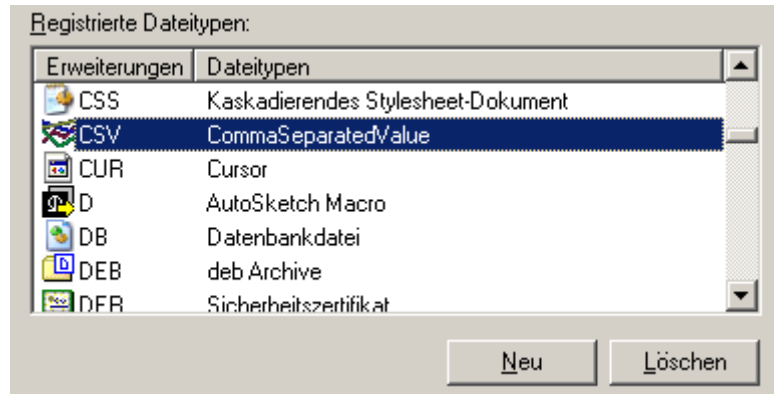 Registrierte Dateitypen:
Erweiterungen Dateitypen
CSS Kaskadierendes Stylesheet-Dokument
CSV CommaSeparatedValue
CUR Cursor
D AutoSketch Macro
DB Datenbankdatei
DEB deb Archive
DER Sicherheitszertifikat
Neu Löschen